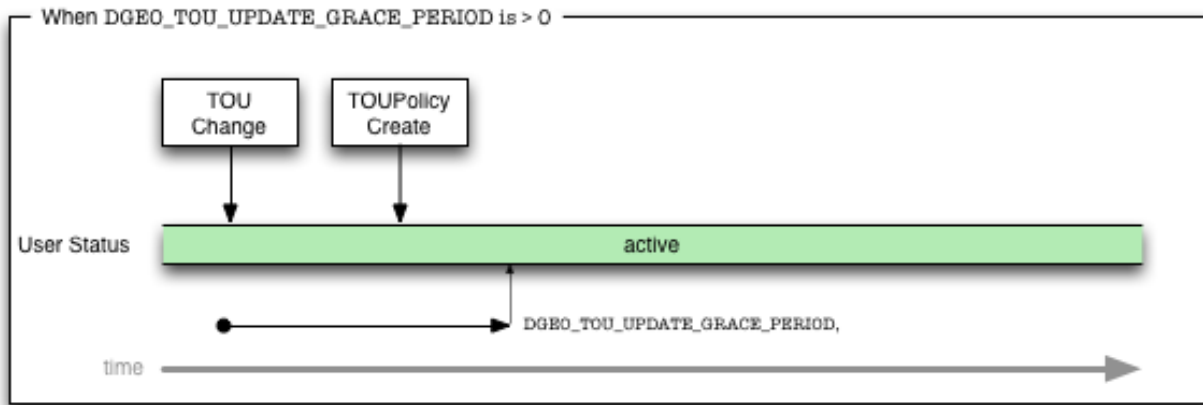 When DGEO_TOU_UPDATE_GRACE_PERIOD is > 0
TOU
Change
TOUPolicy
Create
User Status
active
DGEO_TOU_UPDATE_GRACE_PERIOD,
time